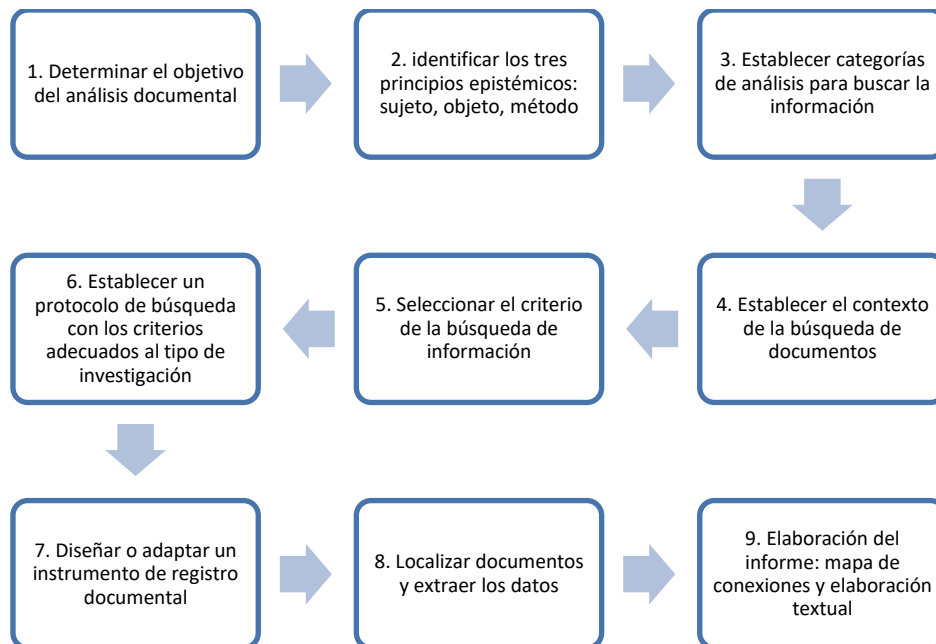 1. Determinar el objetivo
del análisis documental
2. identificar los tres
principios epistémicos:
sujeto, objeto, método
3. Establecer categorías
de análisis para buscar la
información
4. Establecer el contexto
de la búsqueda de
documentos
5. Seleccionar el criterio
de la búsqueda de
información
6. Establecer un
protocolo de búsqueda
con los criterios
adecuados al tipo de
investigación
7. Diseñar o adaptar un
instrumento de registro
documental
8. Localizar documentos
y extraer los datos
9. Elaboración del
informe: mapa de
conexiones y elaboración
textual